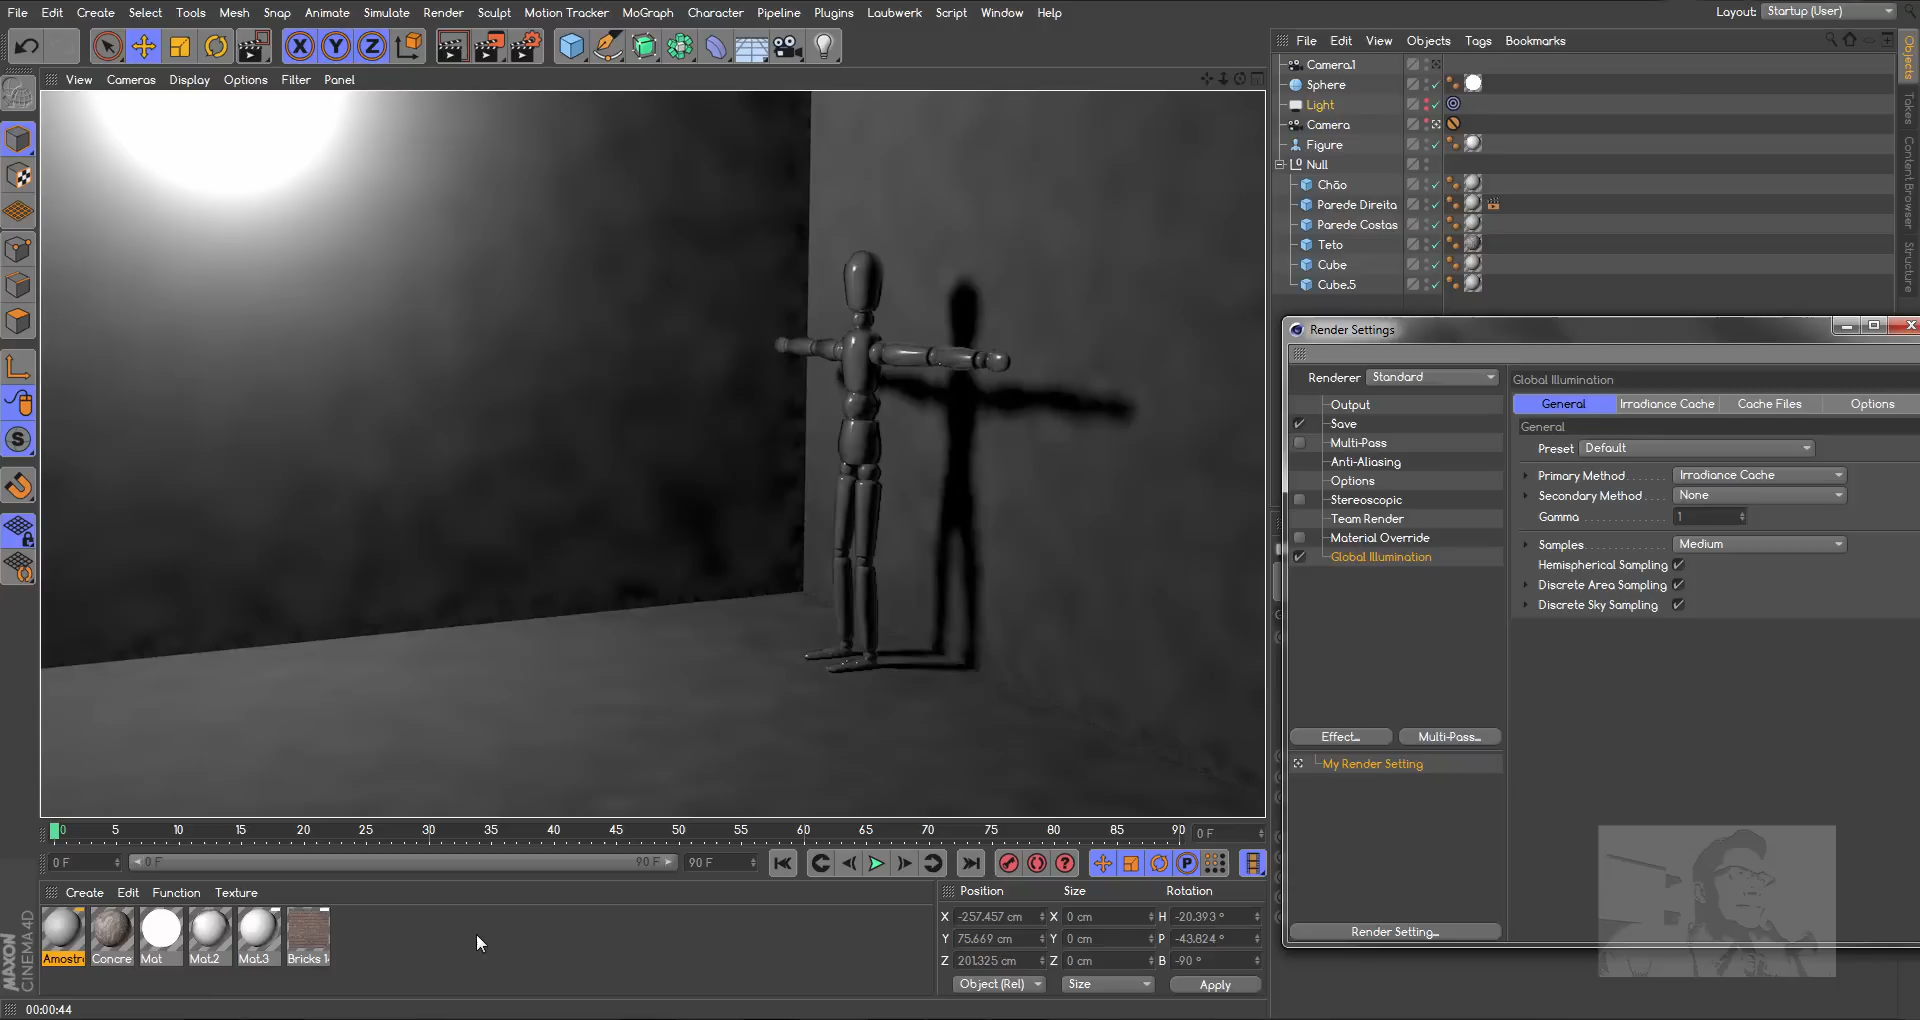 File Edit Create Select Tools Mesh Snap Animate Simulate Render Sculpt Motion Tracker MoGraph Character Pipeline Plugins Laubwerk Script Window Help
Layout: Startup (User)
X Y Z
File Edit View Objects Tags Bookmarks
View Cameras Display Options Filter Panel
Camera.1
Sphere
Light
Camera
Figure
Null
Chão
Parede Direita
Parede Costas
Teto
Cube
Cube.5
Objects
Takes
Content Browser
Structure
Render Settings
Renderer Standard
Output
Save
Multi-Pass
Anti-Aliasing
Options
Stereoscopic
Team Render
Material Override
Global Illumination
Effect...
Multi-Pass...
My Render Setting
Render Setting...
Global Illumination
General Irradiance Cache Cache Files Options
General
Preset Default
Primary Method Irradiance Cache
Secondary Method None
Gamma 1
Samples Medium
Hemispherical Sampling
Discrete Area Sampling
Discrete Sky Sampling
0 5 10 15 20 25 30 35 40 45 50 55 60 65 70 75 80 85 90 0 F
0 F 0 F 90 F 90 F
Create Edit Function Texture
Amostr Concre Mat Mat.2 Mat.3 Bricks 1
Position Size Rotation
X -257.457 cm X 0 cm H -20.393 °
Y 75.669 cm Y 0 cm P -43.824 °
Z 201.325 cm Z 0 cm B -90 °
Object (Rel) Size Apply
MAXON
CINEMA 4D
00:00:44